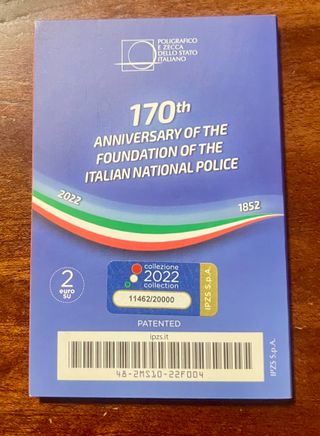 POLIGRAFICO
E ZECCA
DELLO STATO
ITALIANO
170th
ANNIVERSARY OF THE
FOUNDATION OF THE
ITALIAN NATIONAL POLICE
2022
1852
2
euro
SU
collezione
2022
collection
11462/20000
IPZS S.p.A.
PATENTED
ipzs.it
48-2MS10-22F004
IPZS S.p.A.